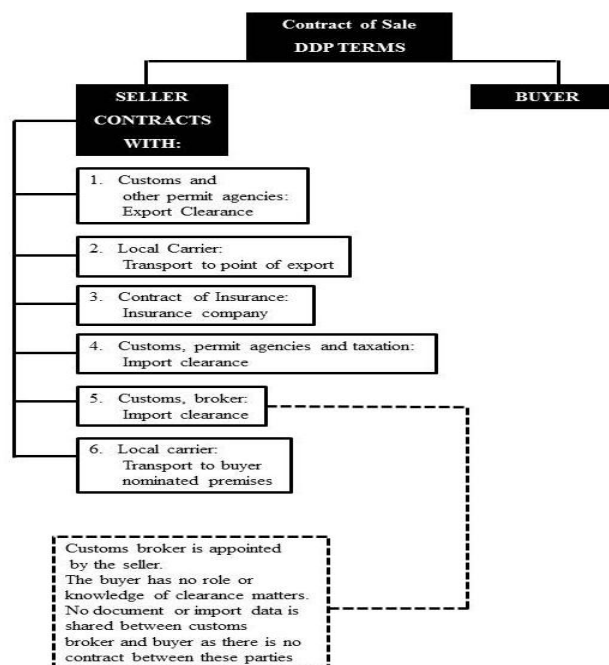 Contract of Sale
DDP TERMS
SELLER
CONTRACTS
WITH:
BUYER
1. Customs and
other permit agencies:
Export Clearance
2. Local Carrier:
Transport to point of export
3. Contract of Insurance:
Insurance company
4. Customs, permit agencies and taxation:
Import clearance
5. Customs, broker:
Import clearance
6. Local carrier:
Transport to buyer
nominated premises
Customs broker is appointed
by the seller.
The buyer has no role or
knowledge of clearance matters.
No document or import data is
shared between customs
broker and buyer as there is no
contract between these parties